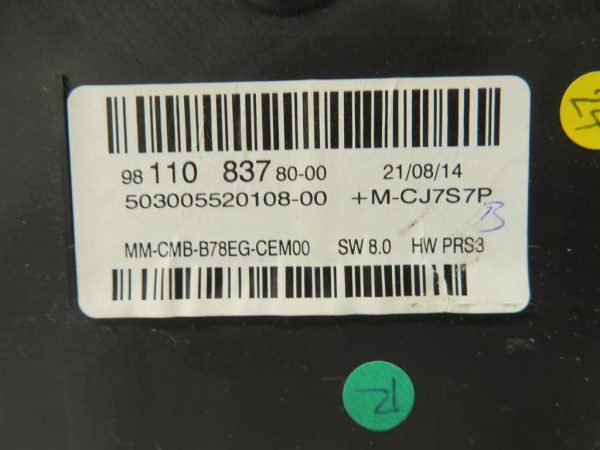 98 110 837 80-00 21/08/14
503005520108-00 +M-CJ7S7P
B
MM-CMB-B78EG-CEM00 SW 8.0 HW PRS3
12